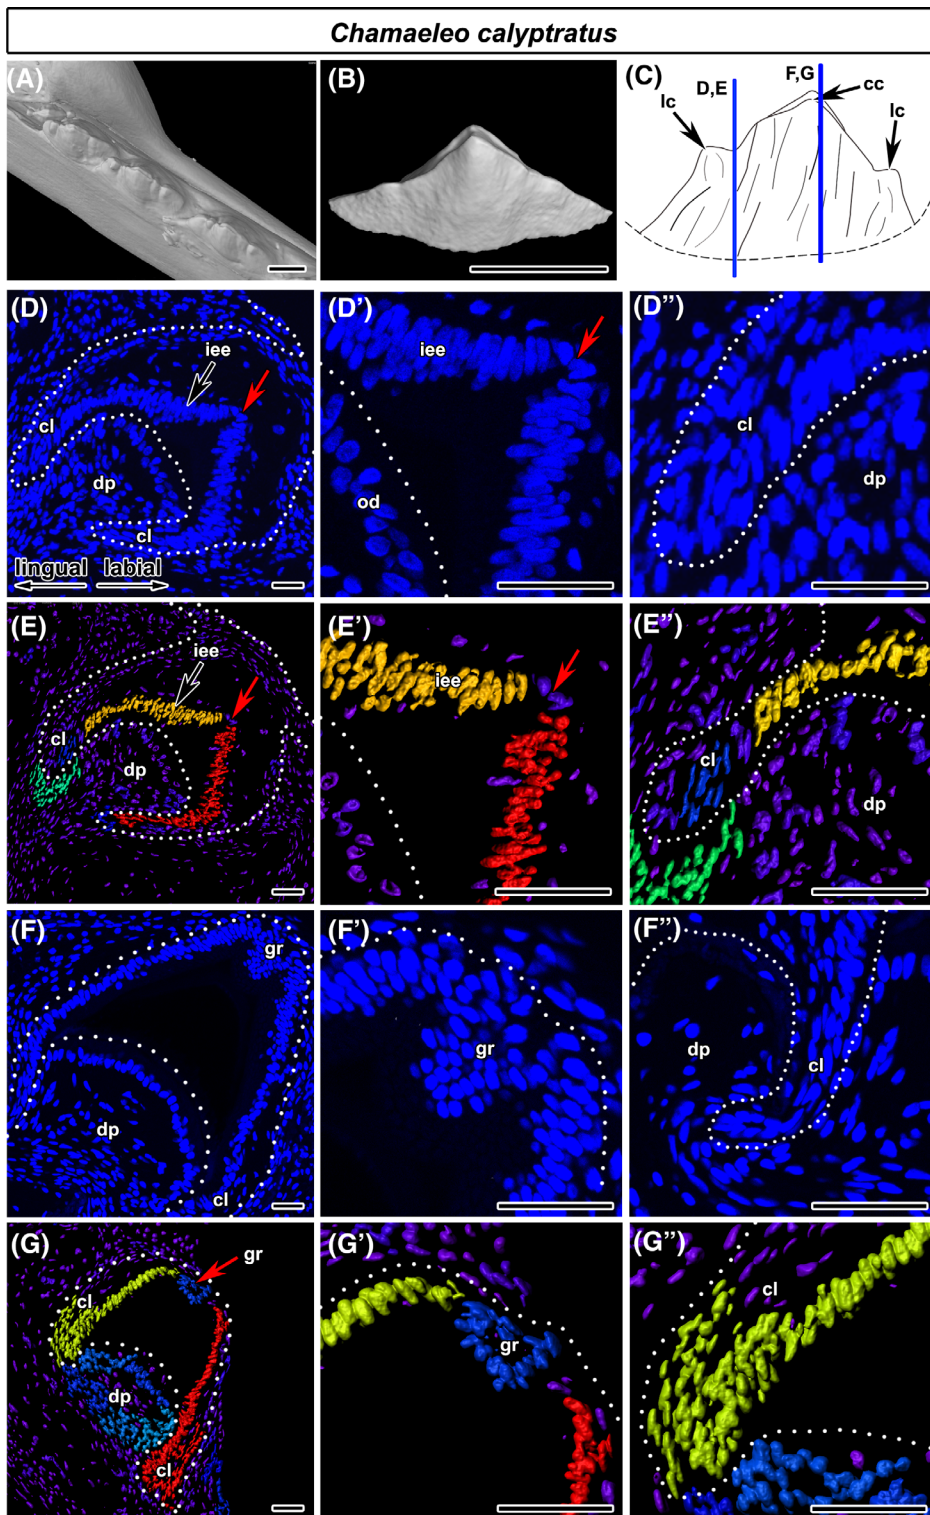 Chamaeleo calyptratus
(A)
(B)
(C)
D,E
F,G
cc
lc
lc
(D)
iee
cl
dp
cl
lingual
labial
(D')
iee
od
(D'')
cl
dp
(E)
iee
cl
dp
(E')
iee
(E'')
cl
dp
(F)
gr
dp
cl
(F')
gr
(F'')
dp
cl
(G)
gr
cl
dp
cl
(G')
gr
(G'')
cl